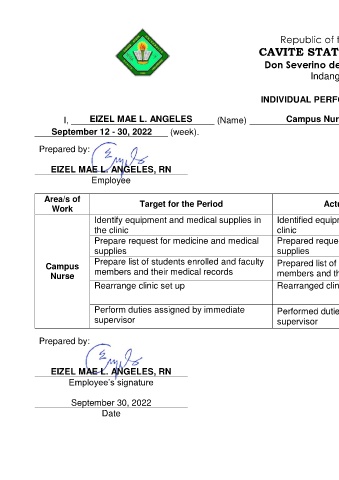 Republic of
CAVITE STAT
Don Severino de
Indang
INDIVIDUAL PERFO
I, EIZEL MAE L. ANGELES (Name) Campus Nur
September 12 - 30, 2022 (week).
Prepared by:
EIZEL MAE L. ANGELES, RN
Employee
Area/s of Work Target for the Period Actu
Campus Nurse
Identify equipment and medical supplies in Identified equipm
the clinic clinic
Prepare request for medicine and medical Prepared reque
supplies supplies
Prepare list of students enrolled and faculty Prepared list of
members and their medical records members and th
Rearrange clinic set up Rearranged clin
Perform duties assigned by immediate Performed dutie
supervisor supervisor
Prepared by:
EIZEL MAE L. ANGELES, RN
Employee's signature
September 30, 2022
Date